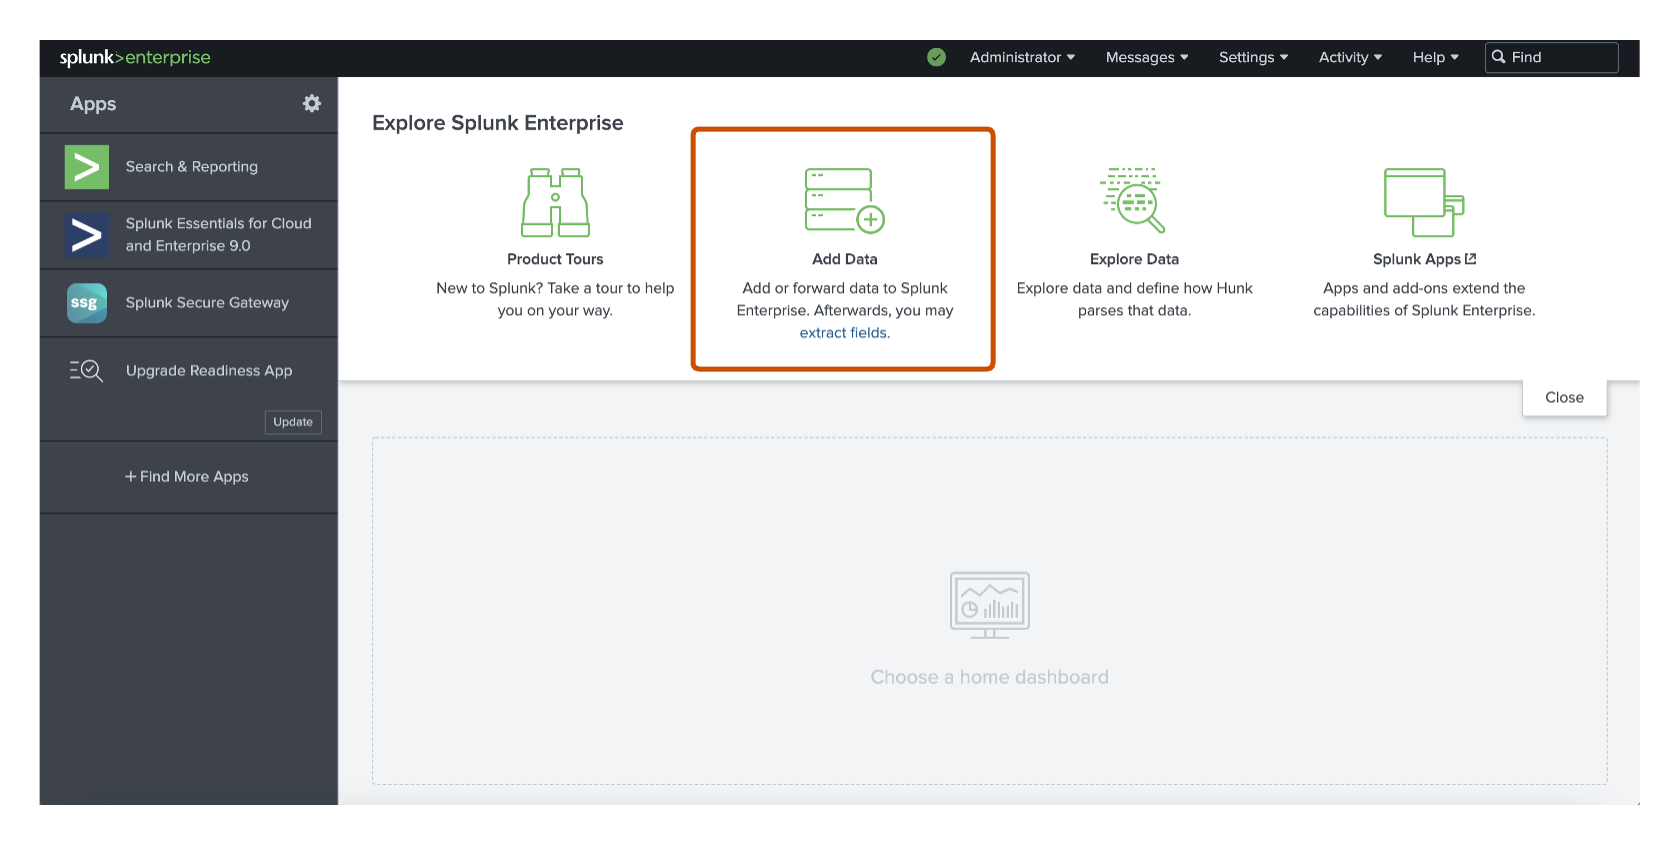 splunk>enterprise
Administrator
Messages
Settings
Activity
Help
Find
Apps
Search & Reporting
Splunk Essentials for Cloud
and Enterprise 9.0
ssg
Splunk Secure Gateway
Upgrade Readiness App
Update
+ Find More Apps
Explore Splunk Enterprise
Product Tours
New to Splunk? Take a tour to help
you on your way.
Add Data
Add or forward data to Splunk
Enterprise. Afterwards, you may
extract fields.
Explore Data
Explore data and define how Hunk
parses that data.
Splunk Apps
Apps and add-ons extend the
capabilities of Splunk Enterprise.
Close
Choose a home dashboard